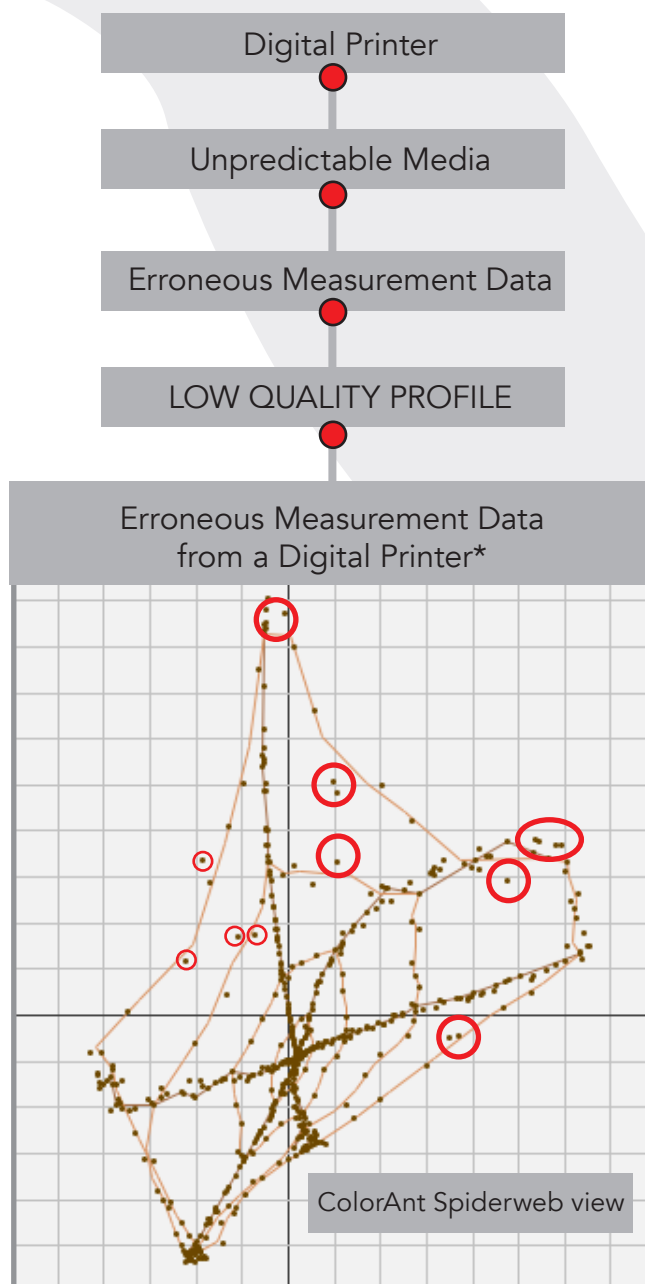 Digital Printer
Unpredictable Media
Erroneous Measurement Data
LOW QUALITY PROFILE
Erroneous Measurement Data
from a Digital Printer*
ColorAnt Spiderweb view